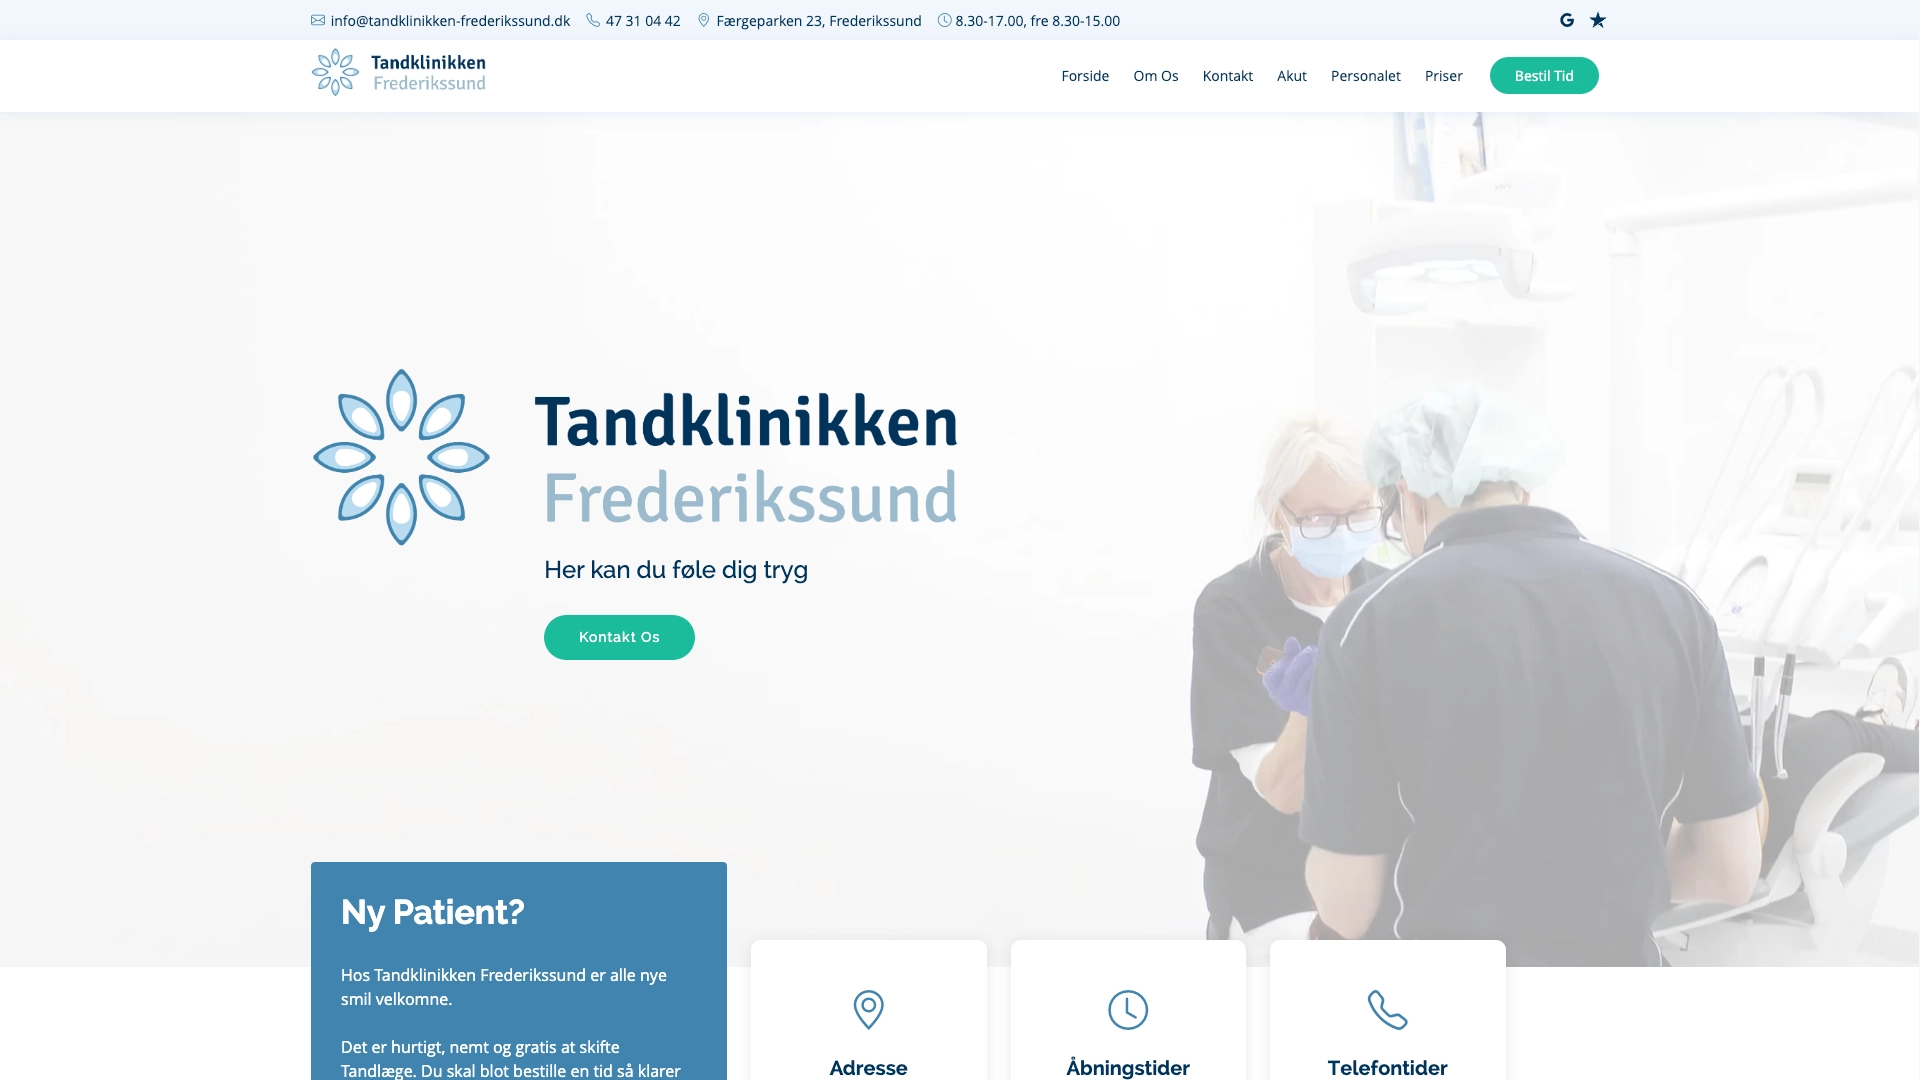 info@tandklinikken-frederikssund.dk 47 31 04 42 Færgeparken 23, Frederikssund 8.30-17.00, fre 8.30-15.00
Tandklinikken
Frederikssund
Forside Om Os Kontakt Akut Personalet Priser Bestil Tid
Tandklinikken
Frederikssund
Her kan du føle dig tryg
Kontakt Os
Ny Patient?
Hos Tandklinikken Frederikssund er alle nye
smil velkomne.
Det er hurtigt, nemt og gratis at skifte
Tandlæge. Du skal blot bestille en tid så klarer
Adresse
Åbningstider
Telefontider